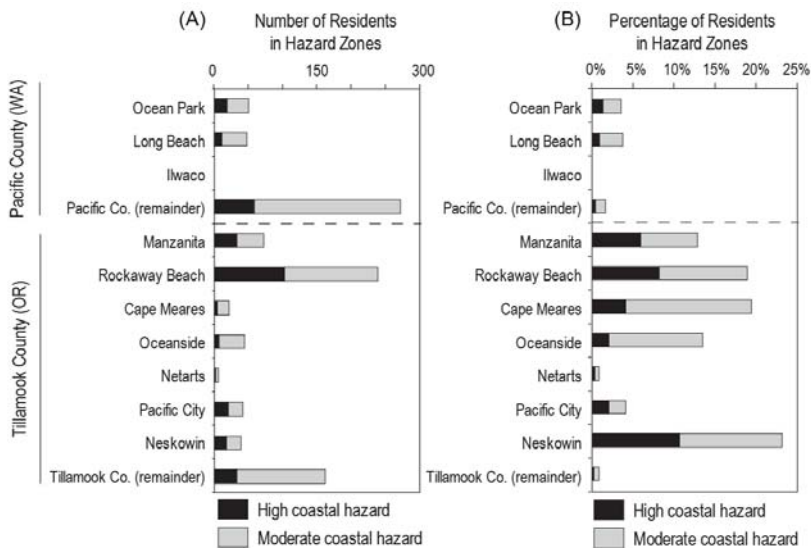 (A) Number of Residents
in Hazard Zones
0 150 300
(B) Percentage of Residents
in Hazard Zones
0% 5% 10% 15% 20% 25%
Pacific County (WA)
Ocean Park
Long Beach
Ilwaco
Pacific Co. (remainder)
Tillamook County (OR)
Manzanita
Rockaway Beach
Cape Meares
Oceanside
Netarts
Pacific City
Neskowin
Tillamook Co. (remainder)
High coastal hazard
Moderate coastal hazard
Ocean Park
Long Beach
Ilwaco
Pacific Co. (remainder)
Manzanita
Rockaway Beach
Cape Meares
Oceanside
Netarts
Pacific City
Neskowin
Tillamook Co. (remainder)
High coastal hazard
Moderate coastal hazard